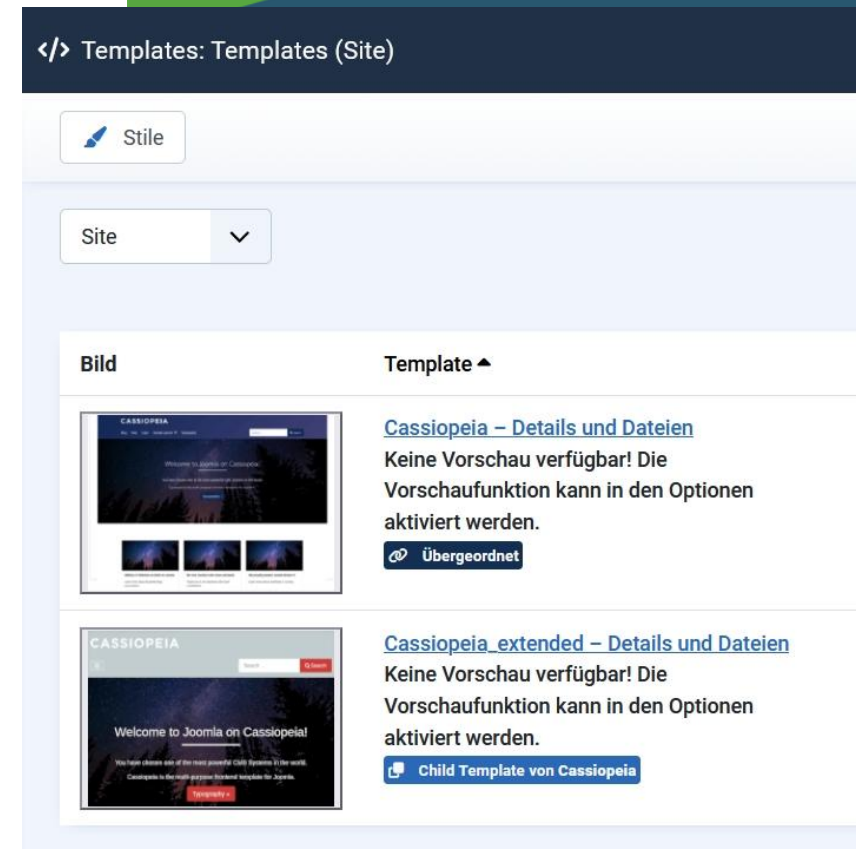 </> Templates: Templates (Site)
Stile
Site
Bild
Template
CASSIOPEIA
Welcome to Joomla on Cassiopeia!
Cassiopeia – Details und Dateien
Keine Vorschau verfügbar! Die
Vorschaufunktion kann in den Optionen
aktiviert werden.
Übergeordnet
CASSIOPEIA
Search
Search
Welcome to Joomla on Cassiopeia!
You have chosen one of the most powerful CMS Systems in the world.
Cassiopeia is the multi-purpose frontend template for Joomla.
Typography »
Cassiopeia_extended – Details und Dateien
Keine Vorschau verfügbar! Die
Vorschaufunktion kann in den Optionen
aktiviert werden.
Child Template von Cassiopeia